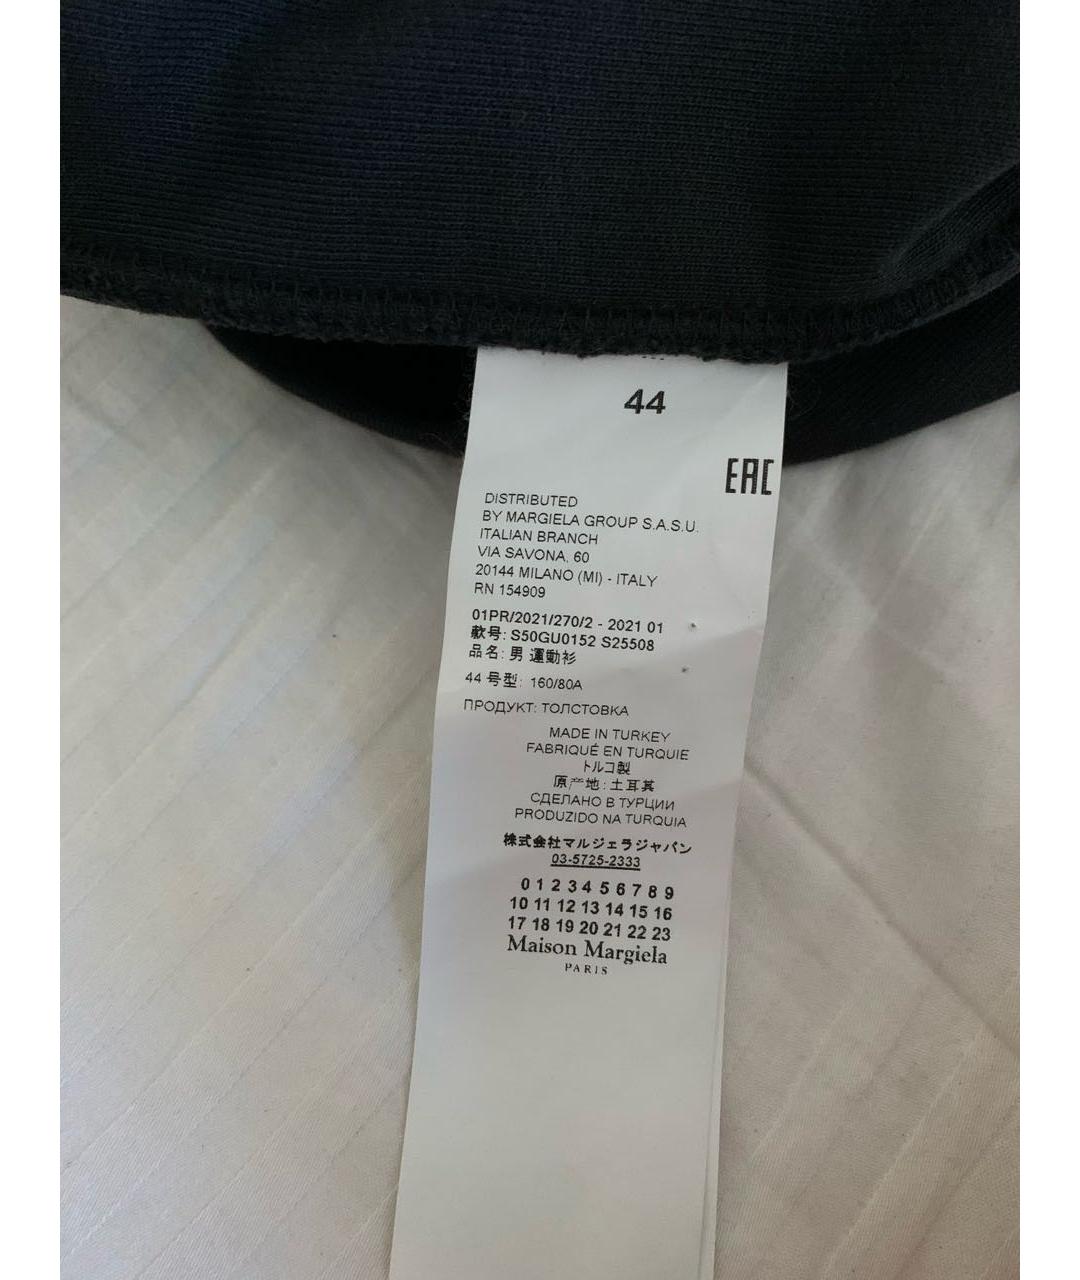 44
EAC
DISTRIBUTED
BY MARGIELA GROUP S.A.S.U.
ITALIAN BRANCH
VIA SAVONA, 60
20144 MILANO (MI) - ITALY
RN 154909
01PR/2021/270/2 - 2021 01
款号: S50GU0152 S25508
品名: 男 運動衫
44 号型: 160/80A
ПРОДУКТ: ТОЛСТОВКА
MADE IN TURKEY
FABRIQUÉ EN TURQUIE
トルコ製
原产地: 土耳其
СДЕЛАНО В ТУРЦИИ
PRODUZIDO NA TURQUIA
株式会社マルジェラジャパン
03-5725-2333
0 1 2 3 4 5 6 7 8 9
10 11 12 13 14 15 16
17 18 19 20 21 22 23
Maison Margiela
PARIS